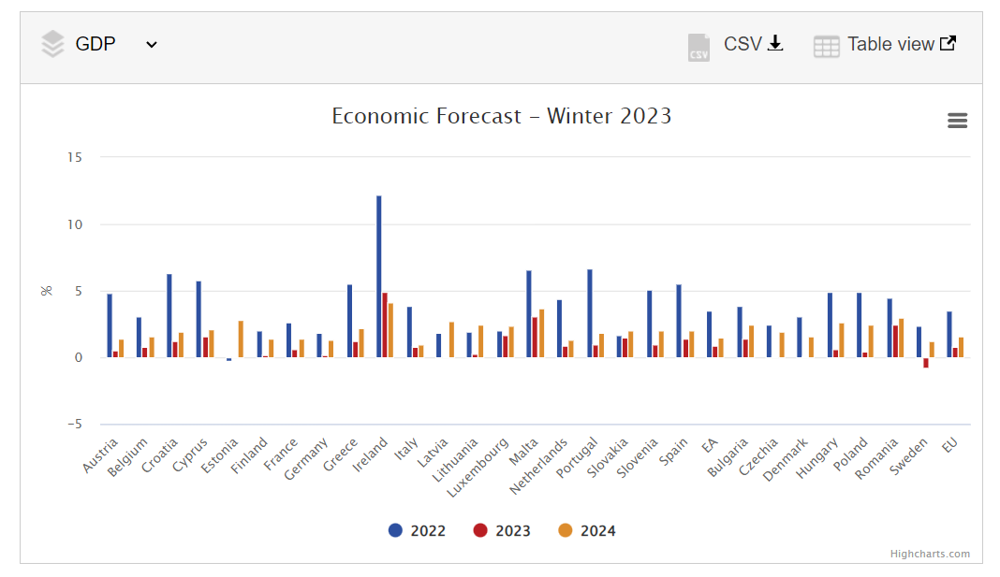 GDP
CSV
CSV
Table view
Economic Forecast – Winter 2023
%
15
10
5
0
−5
Austria
Belgium
Croatia
Cyprus
Estonia
Finland
France
Germany
Greece
Ireland
Italy
Latvia
Lithuania
Luxembourg
Malta
Netherlands
Portugal
Slovakia
Slovenia
Spain
EA
Bulgaria
Czechia
Denmark
Hungary
Poland
Romania
Sweden
EU
2022
2023
2024
Highcharts.com